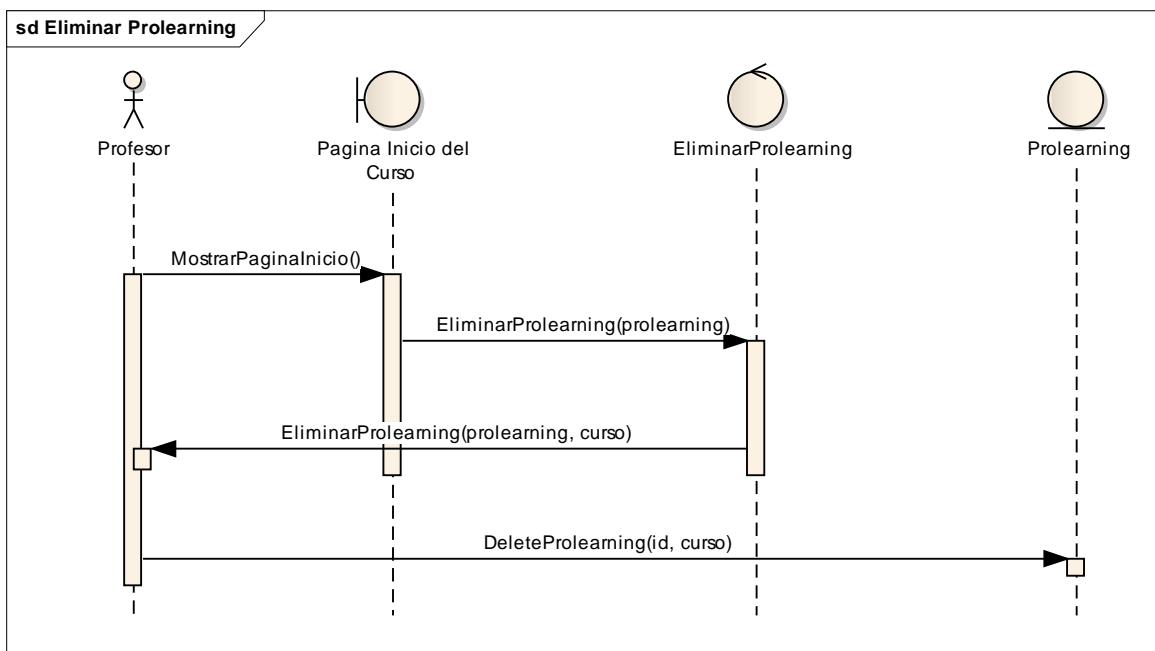 sd Eliminar Prolearning
Profesor
Pagina Inicio del
Curso
EliminarProlearning
Prolearning
MostrarPaginaInicio()
EliminarProlearning(prolearning)
EliminarProlearning(prolearning, curso)
DeleteProlearning(id, curso)